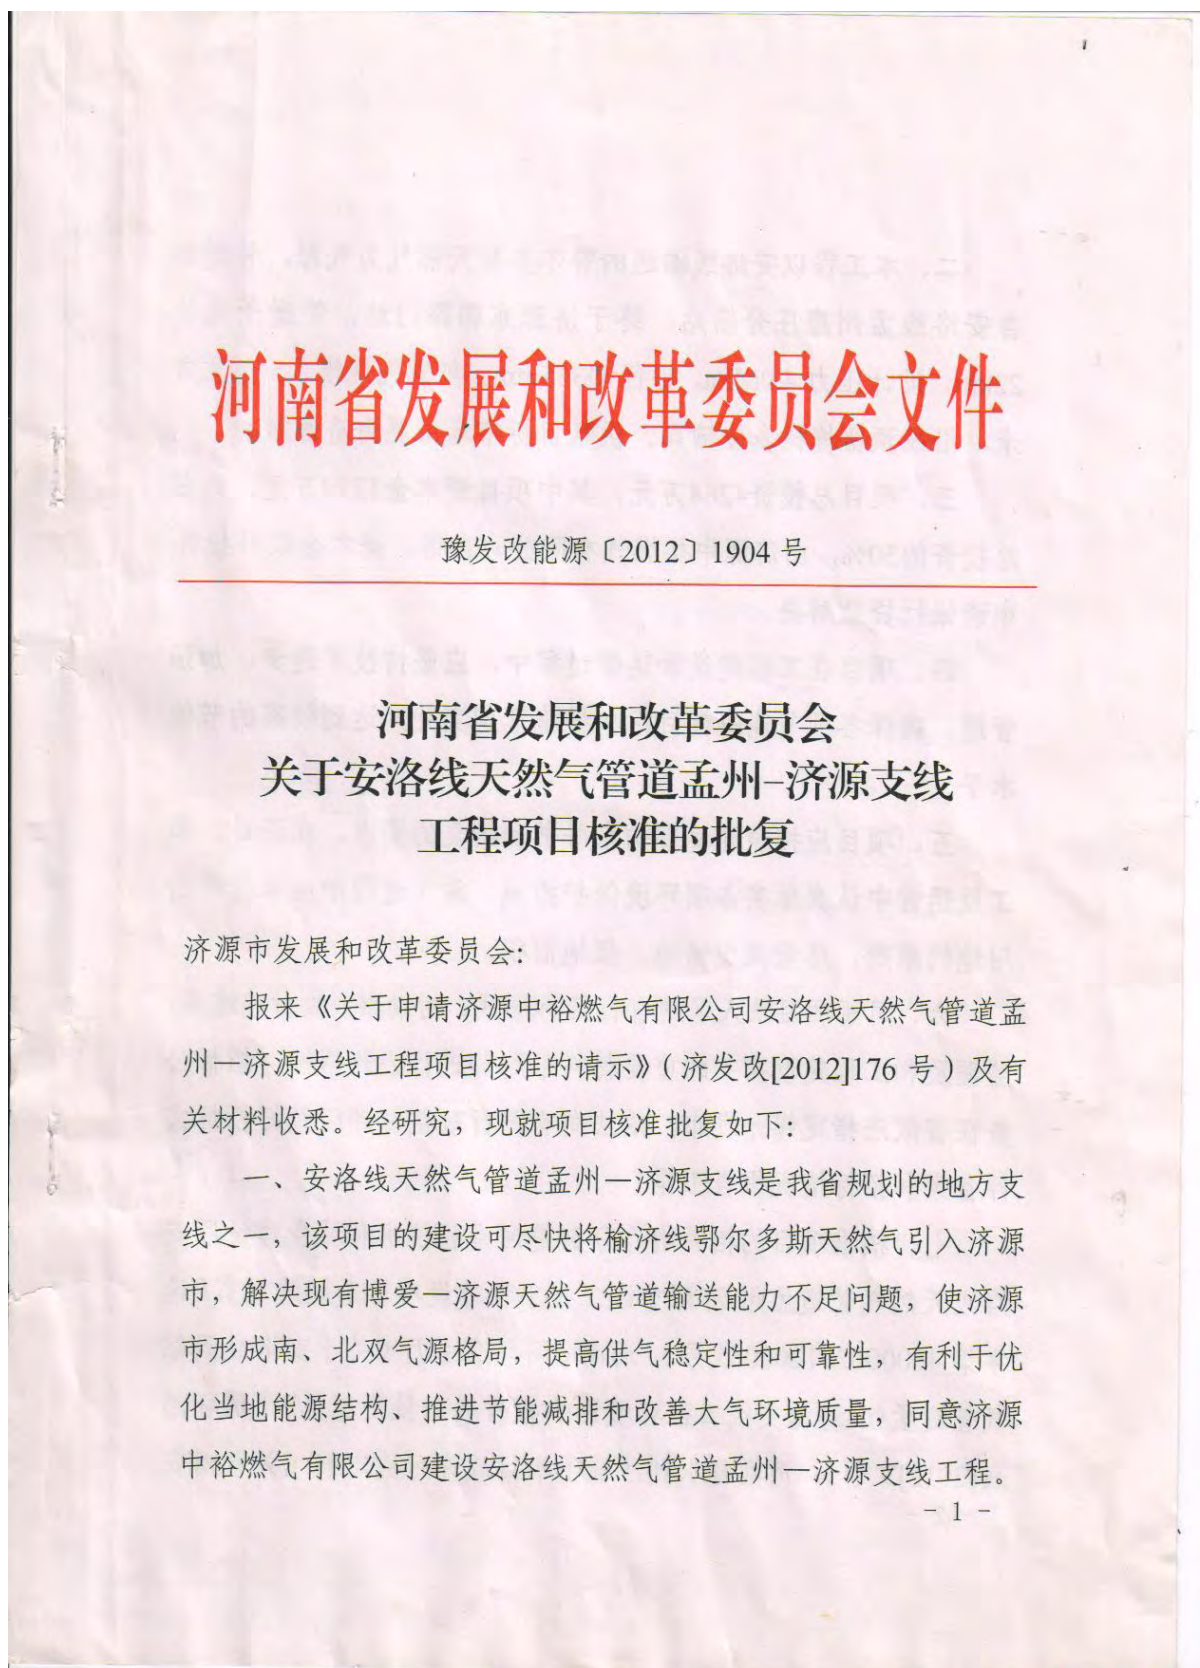 河南省发展和改革委员会文件
豫发改能源〔2012〕1904号
河南省发展和改革委员会
关于安洛线天然气管道孟州-济源支线
工程项目核准的批复
济源市发展和改革委员会:
报来《关于申请济源中裕燃气有限公司安洛线天然气管道孟
州—济源支线工程项目核准的请示》(济发改[2012]176号)及有
关材料收悉。经研究,现就项目核准批复如下:
一、安洛线天然气管道孟州—济源支线是我省规划的地方支
线之一,该项目的建设可尽快将榆济线鄂尔多斯天然气引入济源
市,解决现有博爱—济源天然气管道输送能力不足问题,使济源
市形成南、北双气源格局,提高供气稳定性和可靠性,有利于优
化当地能源结构、推进节能减排和改善大气环境质量,同意济源
中裕燃气有限公司建设安洛线天然气管道孟州—济源支线工程。
- 1 -